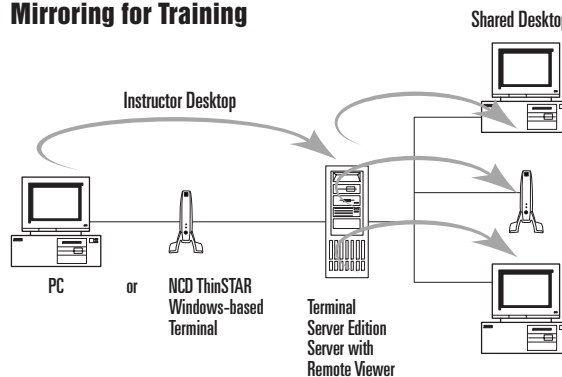 Mirroring for Training
Shared Desktop
Instructor Desktop
PC
or
NCD ThinSTAR
Windows-based
Terminal
Terminal
Server Edition
Server with
Remote Viewer